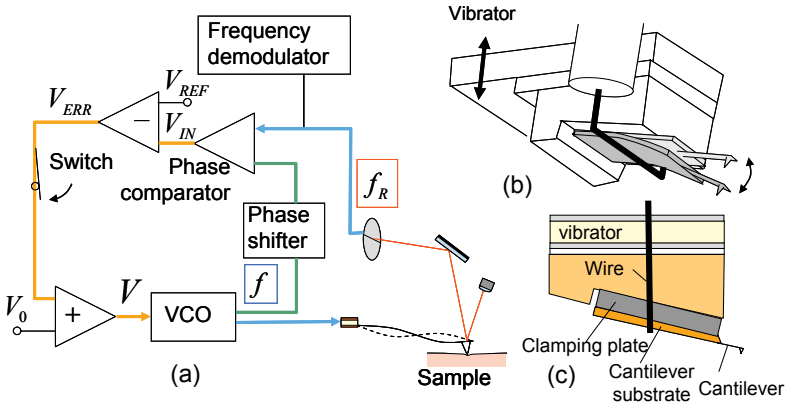 Frequency
demodulator
V_ERR
V_REF
−
V_IN
Switch
Phase
comparator
f_R
Phase
shifter
V_0
+
V
VCO
f
(a)
Sample
Vibrator
(b)
vibrator
Wire
Clamping plate
Cantilever
substrate
Cantilever
(c)